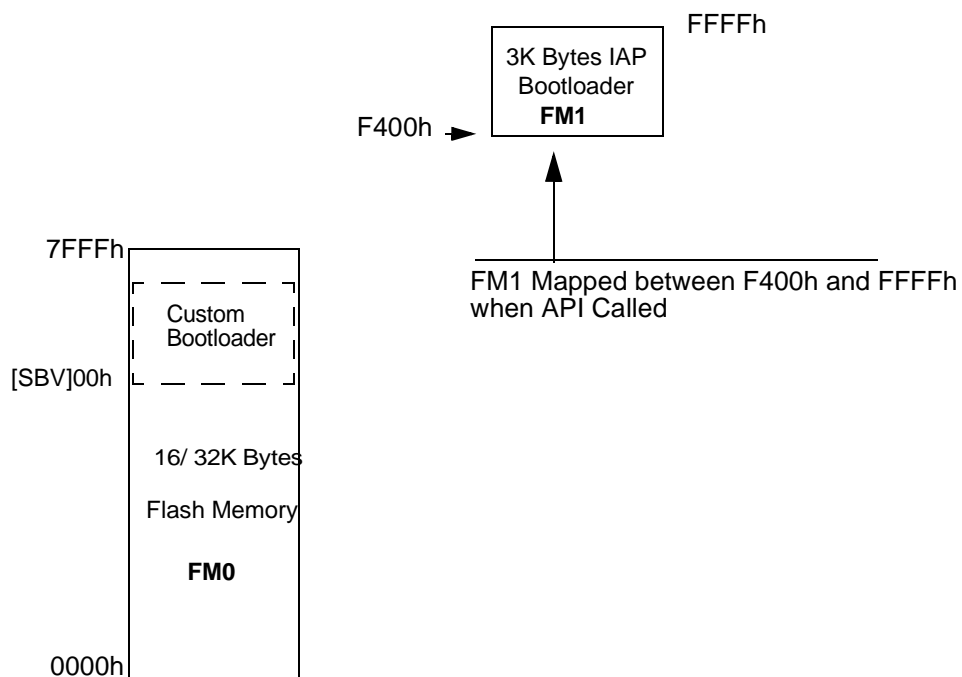 FFFFh
3K Bytes IAP
Bootloader
FM1
F400h
7FFFh
FM1 Mapped between F400h and FFFFh
when API Called
Custom
Bootloader
[SBV]00h
16/ 32K Bytes
Flash Memory
FM0
0000h